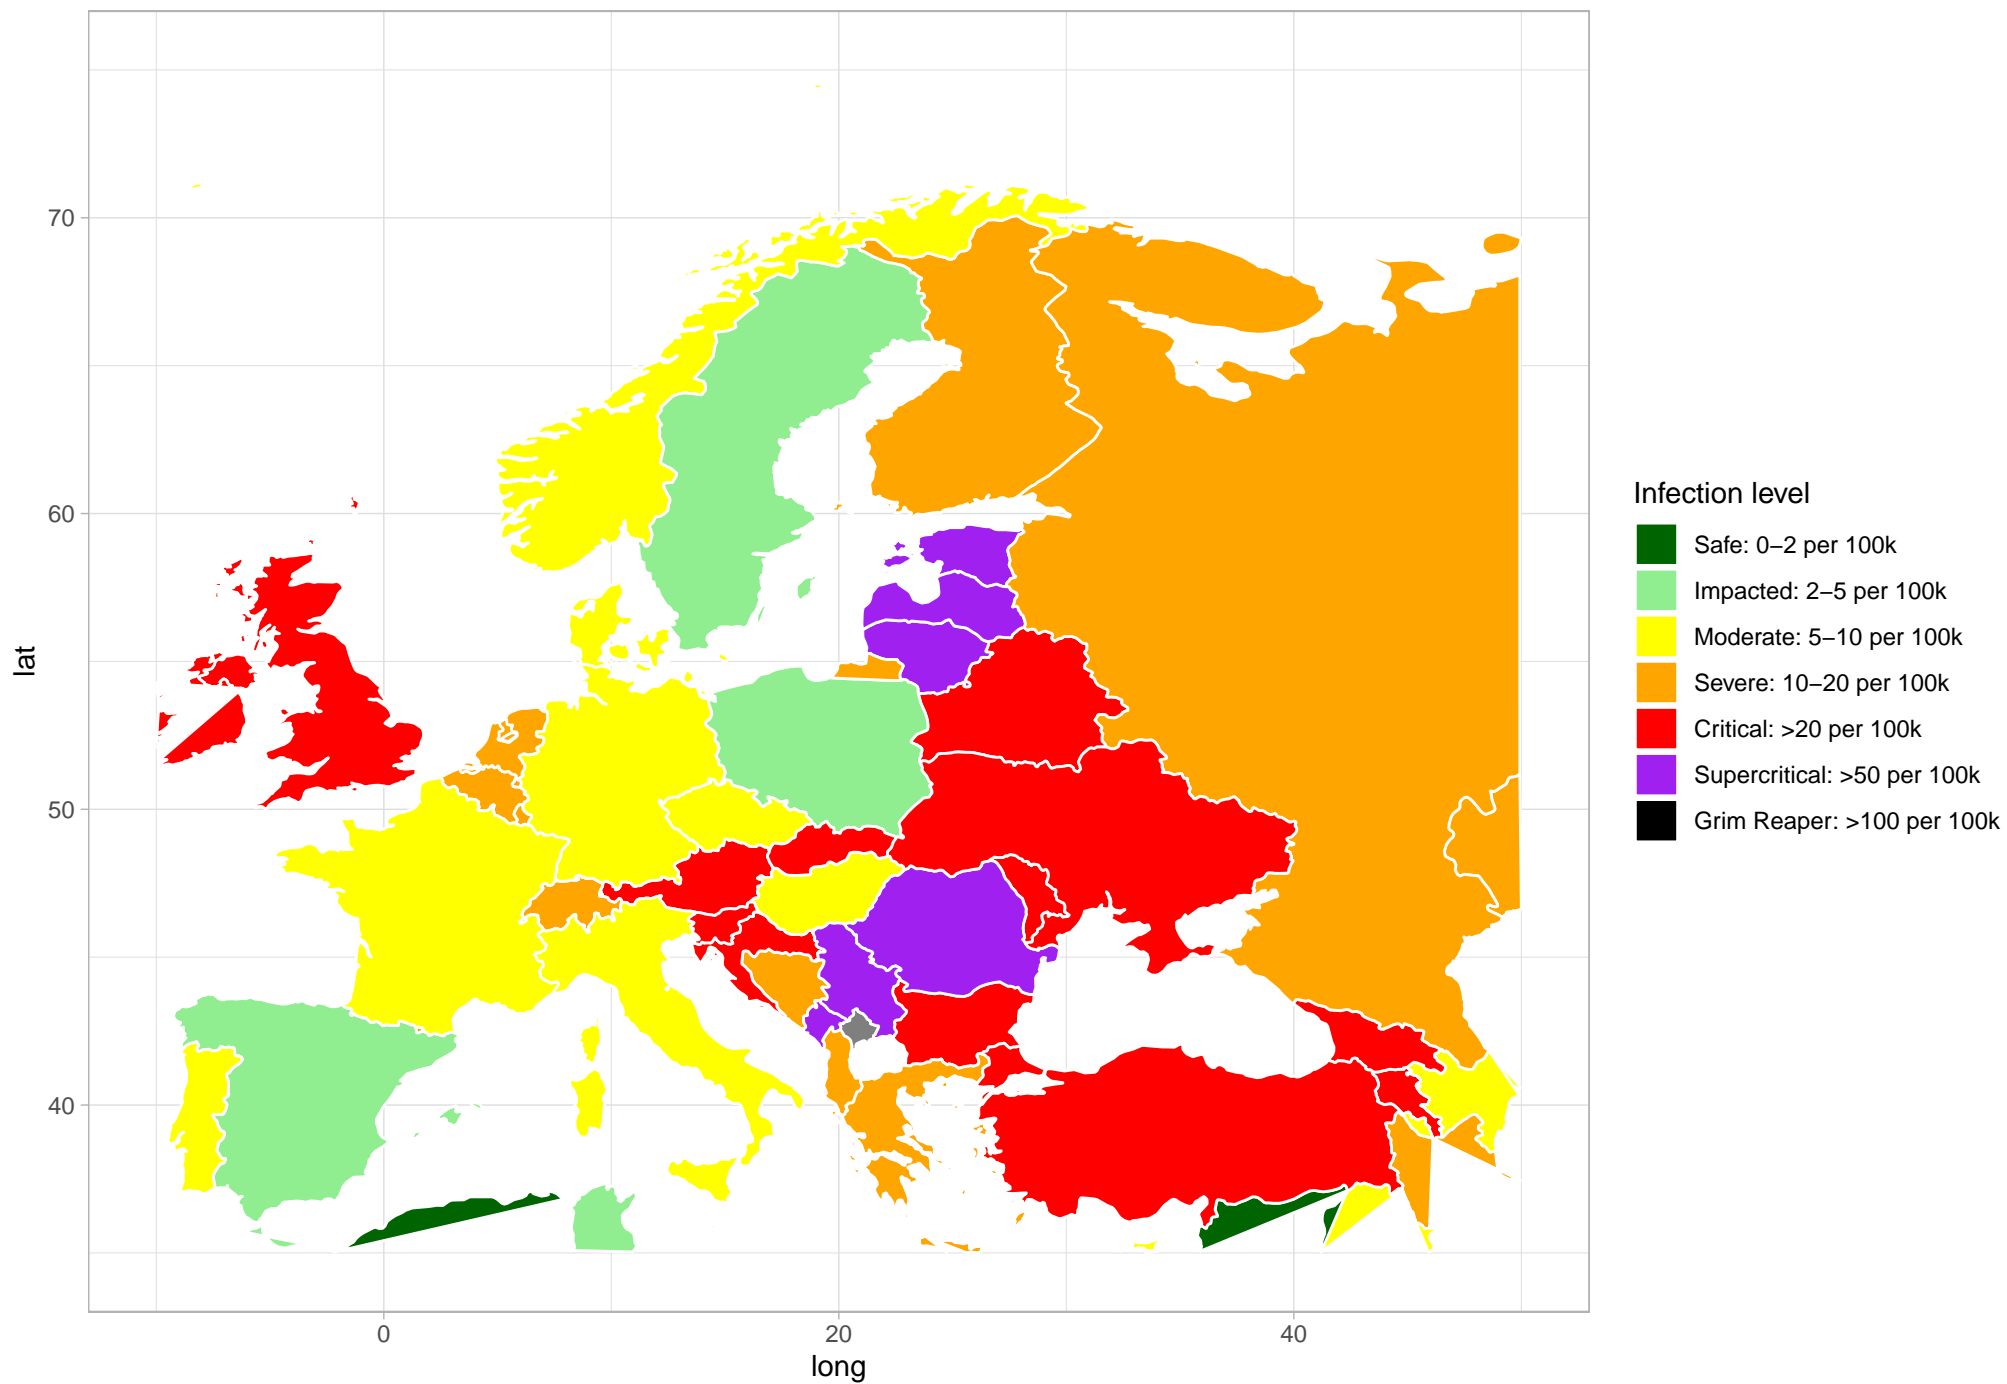 70
60
50
40
lat
0
20
40
long
Infection level
Safe: 0−2 per 100k
Impacted: 2−5 per 100k
Moderate: 5−10 per 100k
Severe: 10−20 per 100k
Critical: >20 per 100k
Supercritical: >50 per 100k
Grim Reaper: >100 per 100k